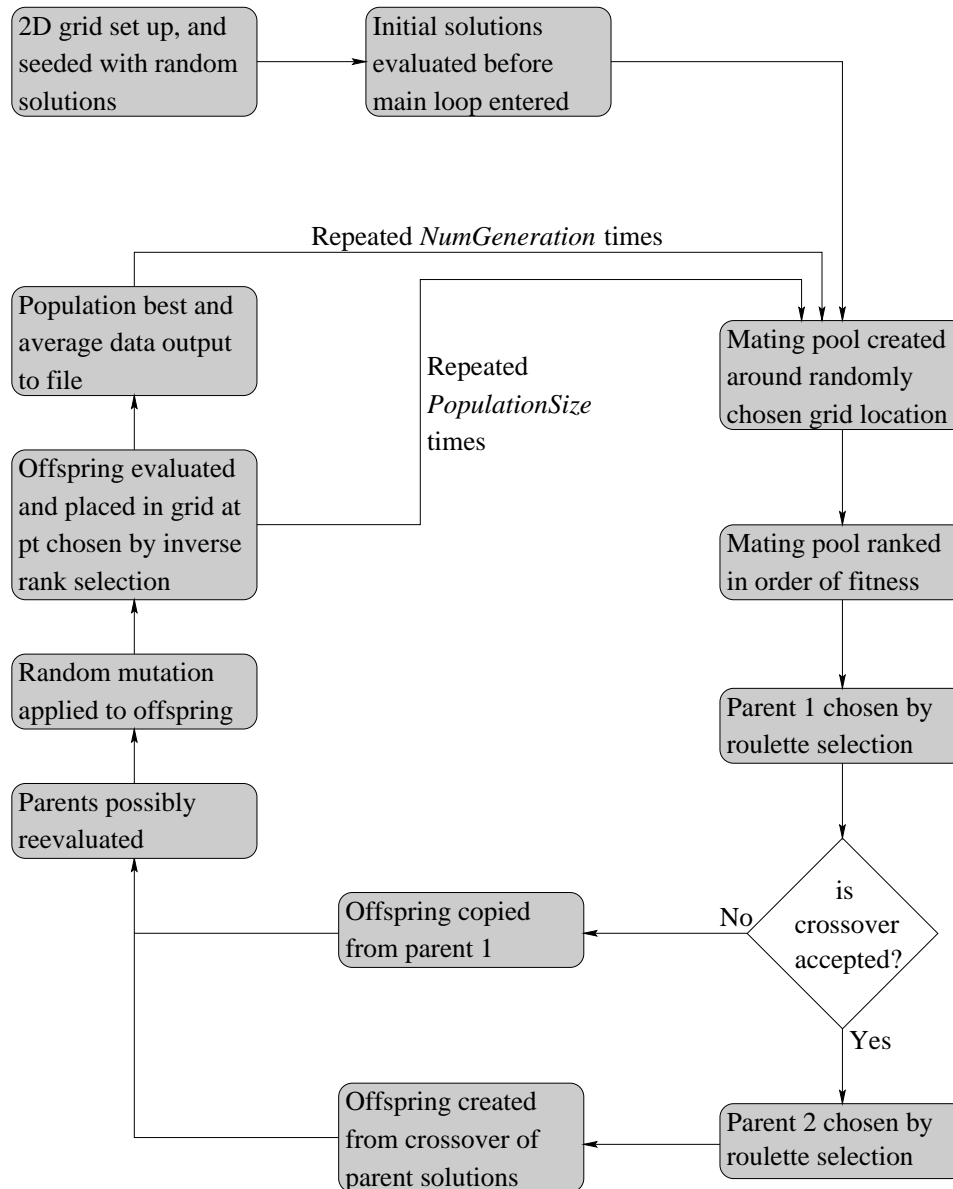 2D grid set up, and
seeded with random
solutions
Initial solutions
evaluated before
main loop entered
Repeated NumGeneration times
Population best and
average data output
to file
Repeated
PopulationSize
times
Mating pool created
around randomly
chosen grid location
Offspring evaluated
and placed in grid at
pt chosen by inverse
rank selection
Mating pool ranked
in order of fitness
Random mutation
applied to offspring
Parent 1 chosen by
roulette selection
Parents possibly
reevaluated
is
crossover
accepted?
No
Yes
Offspring copied
from parent 1
Parent 2 chosen by
roulette selection
Offspring created
from crossover of
parent solutions